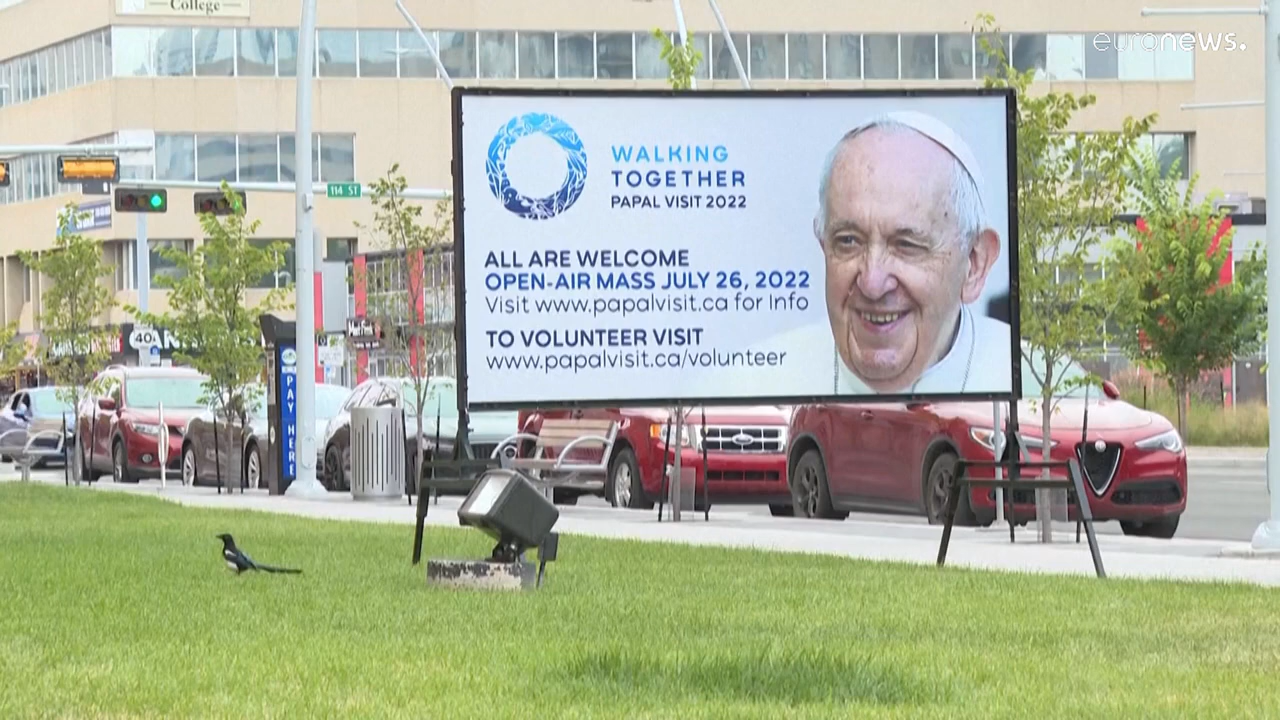 College
euronews.
114 ST
WALKING
TOGETHER
PAPAL VISIT 2022
ALL ARE WELCOME
OPEN-AIR MASS JULY 26, 2022
Visit www.papalvisit.ca for Info
TO VOLUNTEER VISIT
www.papalvisit.ca/volunteer
40A
PAY HERE